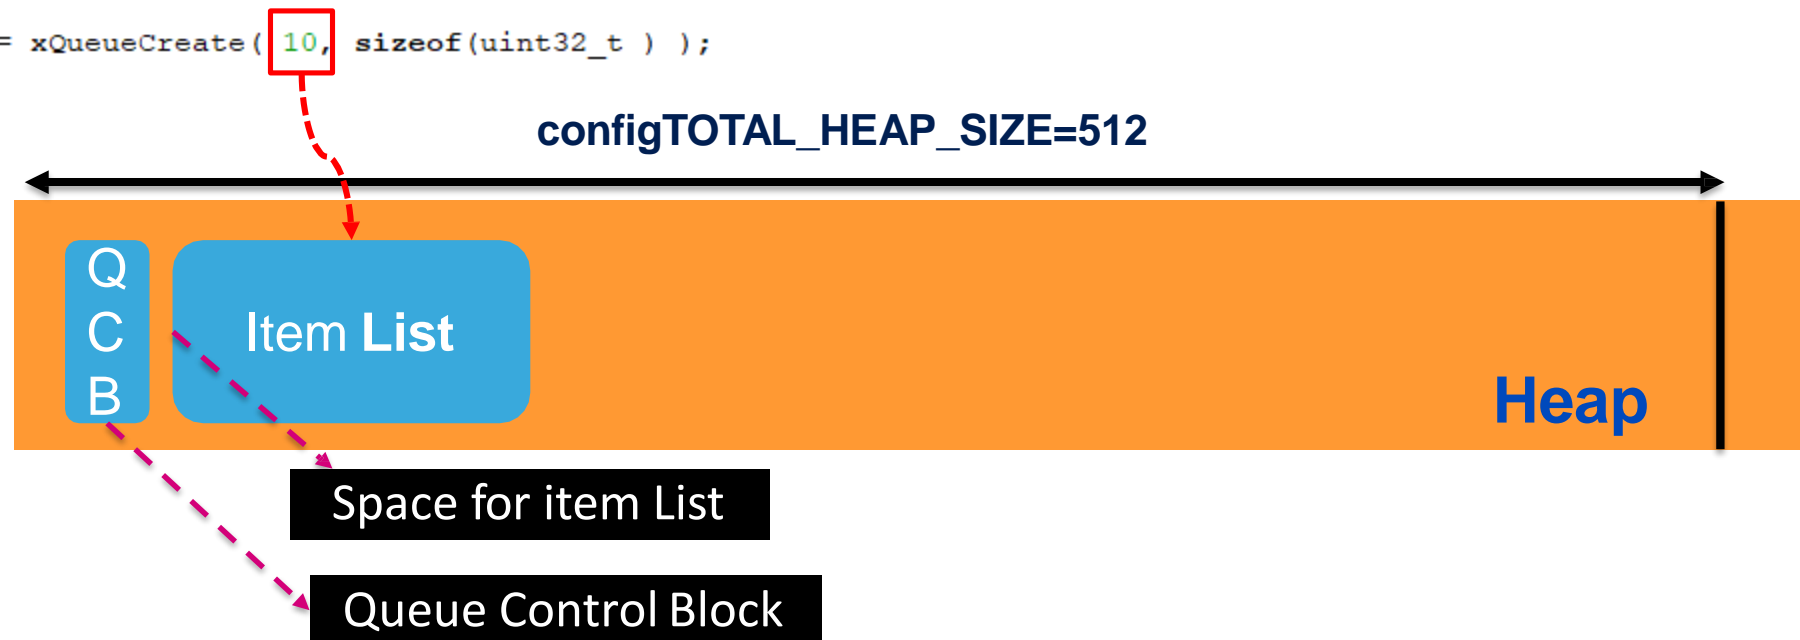 = xQueueCreate( 10, sizeof(uint32_t ) );
configTOTAL_HEAP_SIZE=512
Q
C
B
Item List
Heap
Space for item List
Queue Control Block